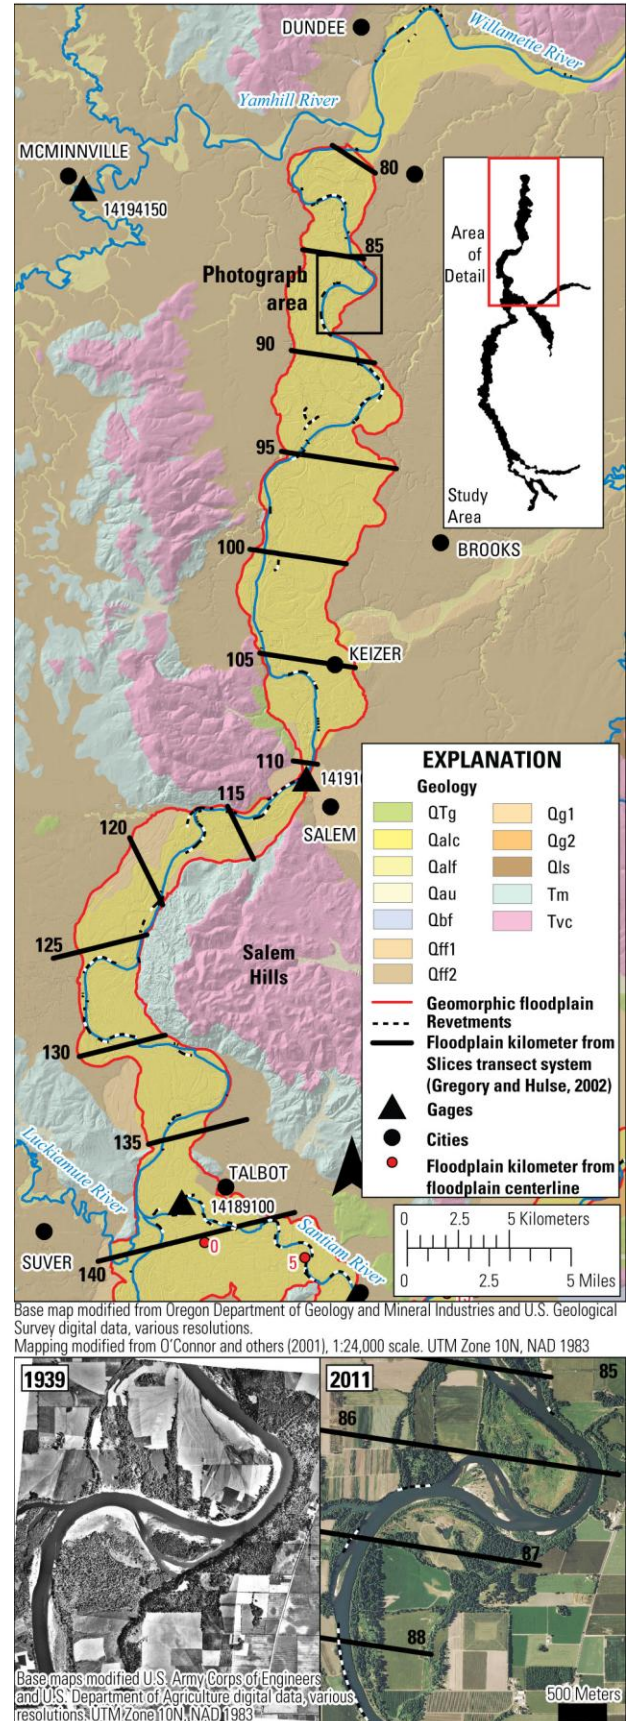 DUNDEE
Willamette River
Yamhill River
MCMINNVILLE
14194150
80
85
Photograph
area
Area
of
Detail
90
95
Study
Area
100
BROOKS
105
KEIZER
110
14191
115
SALEM
120
125
Salem
Hills
130
135
Luckiamute River
TALBOT
14189100
Santiam River
SUVER
140
0
5
EXPLANATION
Geology
QTg
Qalc
Qalf
Qau
Qbf
Qff1
Qff2
Qg1
Qg2
Qls
Tm
Tvc
Geomorphic floodplain
Revetments
Floodplain kilometer from
Slices transect system
(Gregory and Hulse, 2002)
Gages
Cities
Floodplain kilometer from
floodplain centerline
0 2.5 5 Kilometers
0 2.5 5 Miles
Base map modified from Oregon Department of Geology and Mineral Industries and U.S. Geological
Survey digital data, various resolutions.
Mapping modified from O'Connor and others (2001), 1:24,000 scale. UTM Zone 10N, NAD 1983
1939
2011
85
86
87
88
Base maps modified U.S. Army Corps of Engineers
and U.S. Department of Agriculture digital data, various
resolutions. UTM Zone 10N, NAD 1983
500 Meters